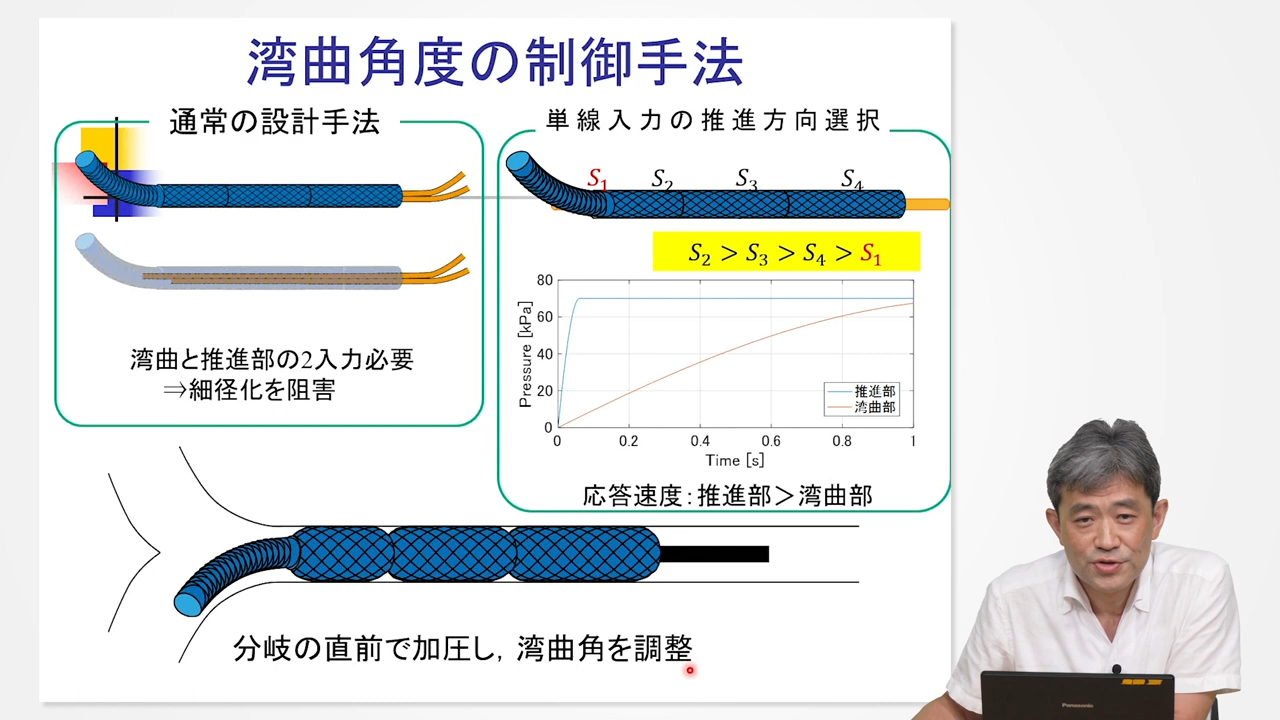 湾曲角度の制御手法
通常の設計手法
湾曲と推進部の2入力必要
⇒細径化を阻害
単線入力の推進方向選択
S1 S2 S3 S4
S2 > S3 > S4 > S1
Pressure [kPa]
80
60
40
20
0
推進部
湾曲部
0 0.2 0.4 0.6 0.8 1
Time [s]
応答速度：推進部＞湾曲部
分岐の直前で加圧し，湾曲角を調整
Panasonic